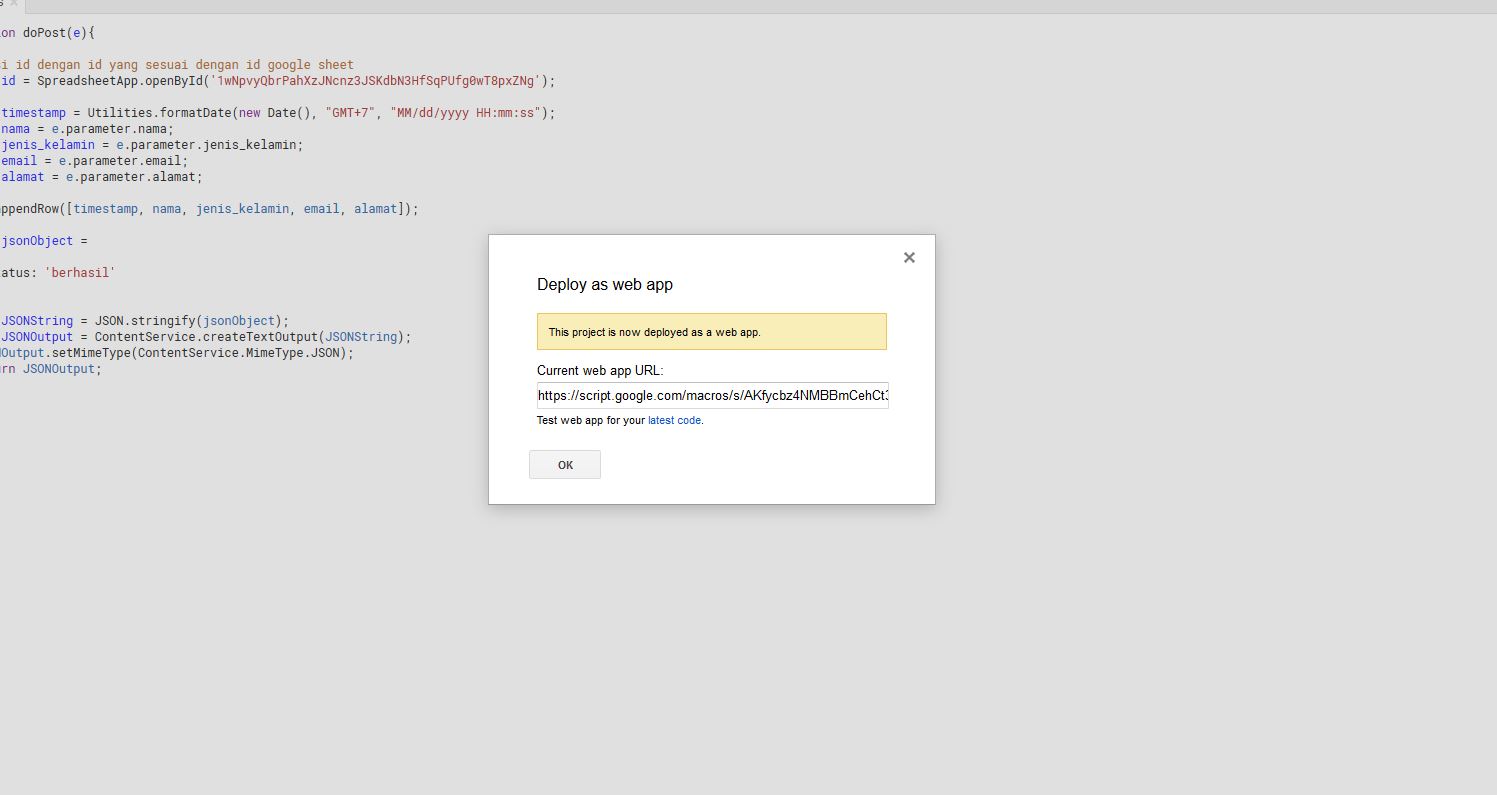 s ×
on doPost(e){
i id dengan id yang sesuai dengan id google sheet
id = SpreadsheetApp.openById('1wNpvyQbrPahXzJNcnz3JSKdbN3HfSqPUfg0wT8pxZNg');
timestamp = Utilities.formatDate(new Date(), "GMT+7", "MM/dd/yyyy HH:mm:ss");
nama = e.parameter.nama;
jenis_kelamin = e.parameter.jenis_kelamin;
email = e.parameter.email;
alamat = e.parameter.alamat;
ppendRow([timestamp, nama, jenis_kelamin, email, alamat]);
jsonObject =
atus: 'berhasil'
JSONString = JSON.stringify(jsonObject);
JSONOutput = ContentService.createTextOutput(JSONString);
Output.setMimeType(ContentService.MimeType.JSON);
rn JSONOutput;
Deploy as web app
This project is now deployed as a web app.
Current web app URL:
https://script.google.com/macros/s/AKfycbz4NMBBmCehCt3
Test web app for your latest code.
OK